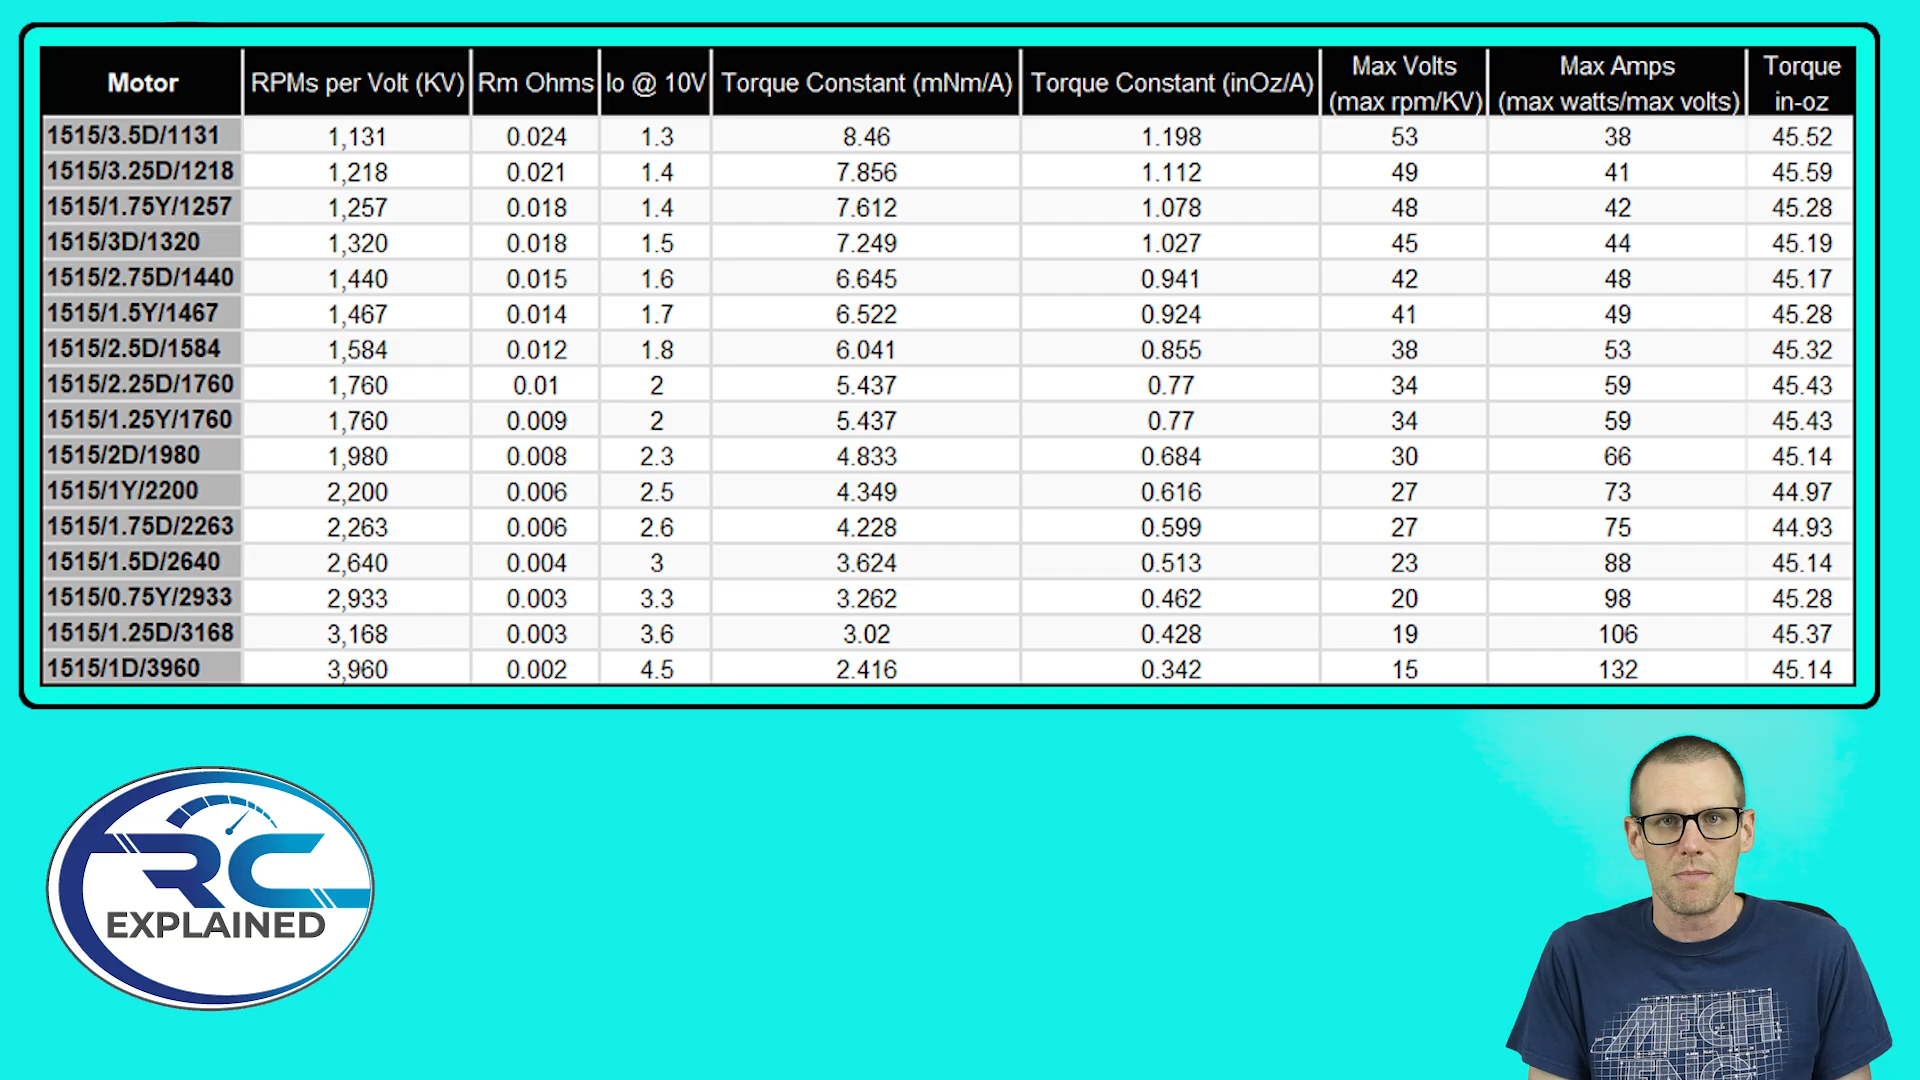 Motor RPMs per Volt (KV) Rm Ohms Io @ 10V Torque Constant (mNm/A) Torque Constant (inOz/A) Max Volts (max rpm/KV) Max Amps (max watts/max volts) Torque in-oz
1515/3.5D/1131 1,131 0.024 1.3 8.46 1.198 53 38 45.52
1515/3.25D/1218 1,218 0.021 1.4 7.856 1.112 49 41 45.59
1515/1.75Y/1257 1,257 0.018 1.4 7.612 1.078 48 42 45.28
1515/3D/1320 1,320 0.018 1.5 7.249 1.027 45 44 45.19
1515/2.75D/1440 1,440 0.015 1.6 6.645 0.941 42 48 45.17
1515/1.5Y/1467 1,467 0.014 1.7 6.522 0.924 41 49 45.28
1515/2.5D/1584 1,584 0.012 1.8 6.041 0.855 38 53 45.32
1515/2.25D/1760 1,760 0.01 2 5.437 0.77 34 59 45.43
1515/1.25Y/1760 1,760 0.009 2 5.437 0.77 34 59 45.43
1515/2D/1980 1,980 0.008 2.3 4.833 0.684 30 66 45.14
1515/1Y/2200 2,200 0.006 2.5 4.349 0.616 27 73 44.97
1515/1.75D/2263 2,263 0.006 2.6 4.228 0.599 27 75 44.93
1515/1.5D/2640 2,640 0.004 3 3.624 0.513 23 88 45.14
1515/0.75Y/2933 2,933 0.003 3.3 3.262 0.462 20 98 45.28
1515/1.25D/3168 3,168 0.003 3.6 3.02 0.428 19 106 45.37
1515/1D/3960 3,960 0.002 4.5 2.416 0.342 15 132 45.14
RC
EXPLAINED
MECH
ENG